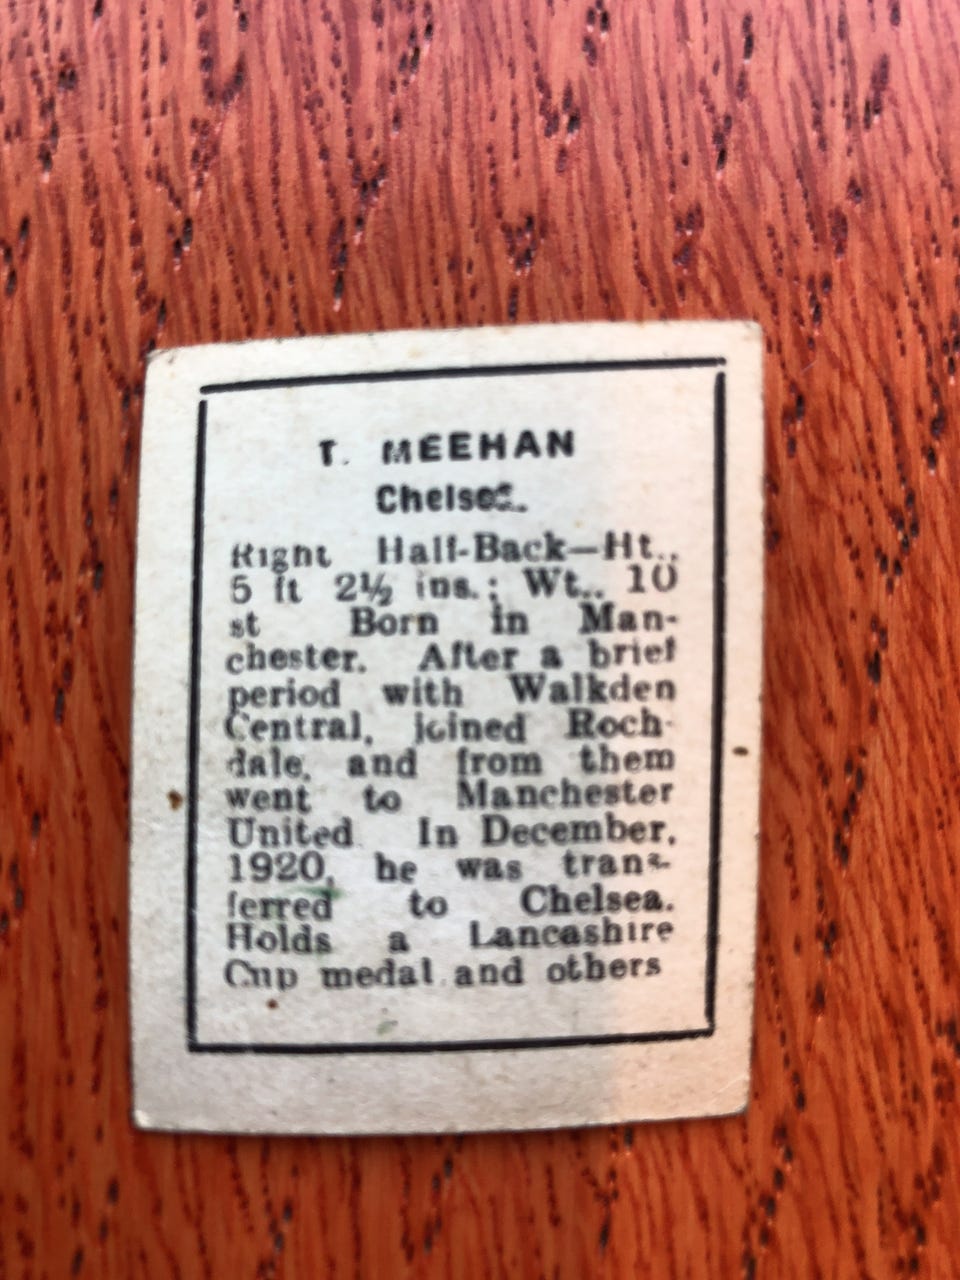 T. MEEHAN
Chelsea.
Right Half-Back—Ht.,
5 ft 2½ ins.; Wt., 10
st Born in Man-
chester. After a brief
period with Walkden
Central, joined Roch-
dale, and from them
went to Manchester
United In December,
1920, he was trans-
ferred to Chelsea.
Holds a Lancashire
Cup medal and others